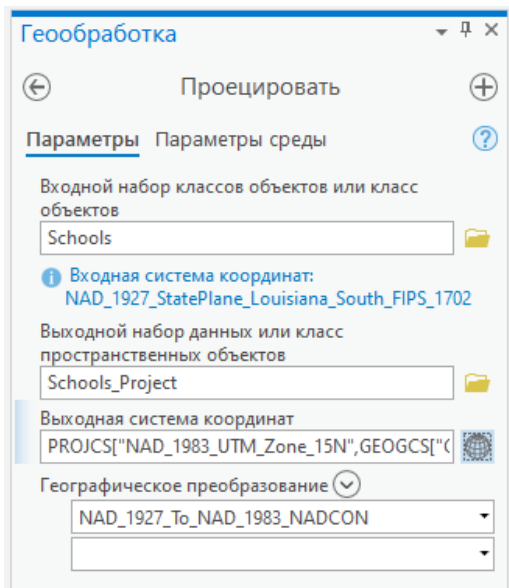 Геообработка
Проецировать
Параметры Параметры среды
Входной набор классов объектов или класс
объектов
Schools
Входная система координат:
NAD_1927_StatePlane_Louisiana_South_FIPS_1702
Выходной набор данных или класс
пространственных объектов
Schools_Project
Выходная система координат
PROJCS["NAD_1983_UTM_Zone_15N",GEOGCS["(
Географическое преобразование
NAD_1927_To_NAD_1983_NADCON